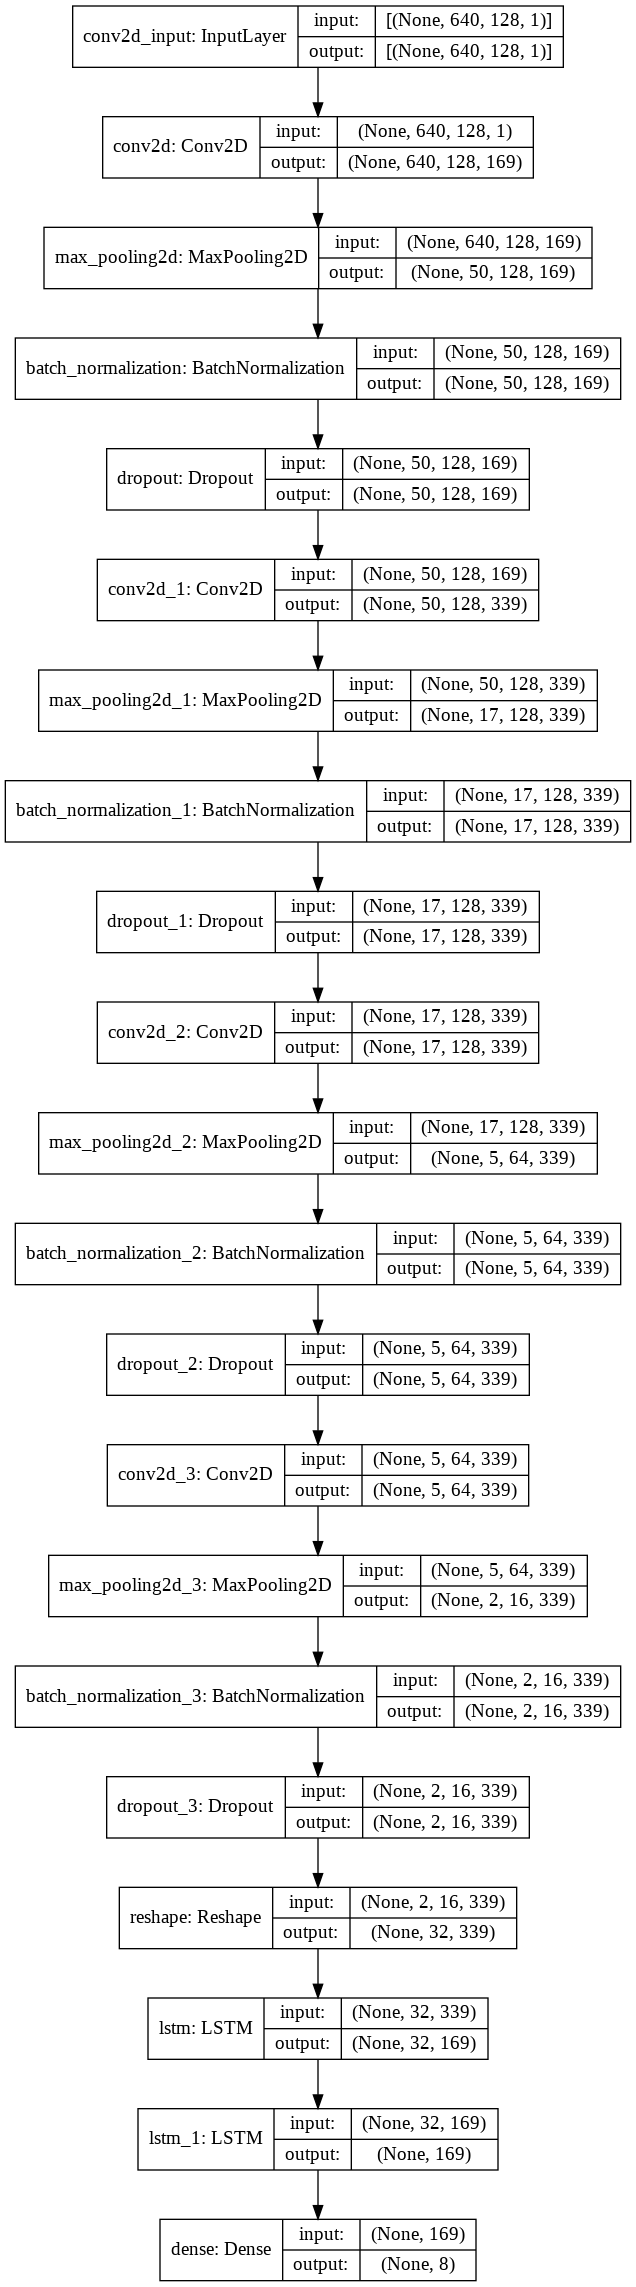 conv2d_input: InputLayer
input:
[(None, 640, 128, 1)]
output:
[(None, 640, 128, 1)]
conv2d: Conv2D
input:
(None, 640, 128, 1)
output:
(None, 640, 128, 169)
max_pooling2d: MaxPooling2D
input:
(None, 640, 128, 169)
output:
(None, 50, 128, 169)
batch_normalization: BatchNormalization
input:
(None, 50, 128, 169)
output:
(None, 50, 128, 169)
dropout: Dropout
input:
(None, 50, 128, 169)
output:
(None, 50, 128, 169)
conv2d_1: Conv2D
input:
(None, 50, 128, 169)
output:
(None, 50, 128, 339)
max_pooling2d_1: MaxPooling2D
input:
(None, 50, 128, 339)
output:
(None, 17, 128, 339)
batch_normalization_1: BatchNormalization
input:
(None, 17, 128, 339)
output:
(None, 17, 128, 339)
dropout_1: Dropout
input:
(None, 17, 128, 339)
output:
(None, 17, 128, 339)
conv2d_2: Conv2D
input:
(None, 17, 128, 339)
output:
(None, 17, 128, 339)
max_pooling2d_2: MaxPooling2D
input:
(None, 17, 128, 339)
output:
(None, 5, 64, 339)
batch_normalization_2: BatchNormalization
input:
(None, 5, 64, 339)
output:
(None, 5, 64, 339)
dropout_2: Dropout
input:
(None, 5, 64, 339)
output:
(None, 5, 64, 339)
conv2d_3: Conv2D
input:
(None, 5, 64, 339)
output:
(None, 5, 64, 339)
max_pooling2d_3: MaxPooling2D
input:
(None, 5, 64, 339)
output:
(None, 2, 16, 339)
batch_normalization_3: BatchNormalization
input:
(None, 2, 16, 339)
output:
(None, 2, 16, 339)
dropout_3: Dropout
input:
(None, 2, 16, 339)
output:
(None, 2, 16, 339)
reshape: Reshape
input:
(None, 2, 16, 339)
output:
(None, 32, 339)
lstm: LSTM
input:
(None, 32, 339)
output:
(None, 32, 169)
lstm_1: LSTM
input:
(None, 32, 169)
output:
(None, 169)
dense: Dense
input:
(None, 169)
output:
(None, 8)